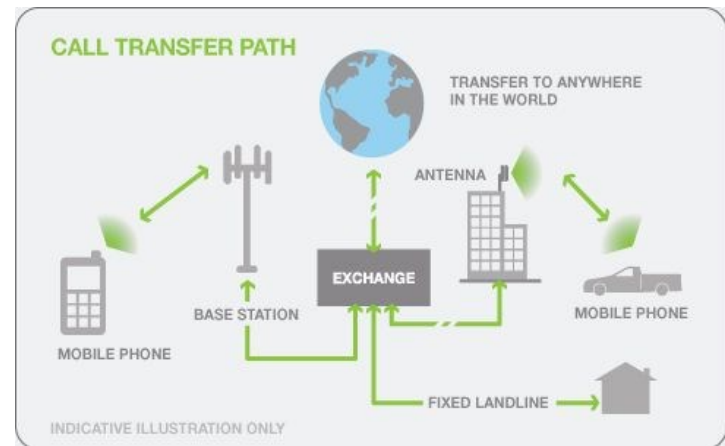 CALL TRANSFER PATH
TRANSFER TO ANYWHERE
IN THE WORLD
ANTENNA
EXCHANGE
BASE STATION
MOBILE PHONE
MOBILE PHONE
FIXED LANDLINE
INDICATIVE ILLUSTRATION ONLY